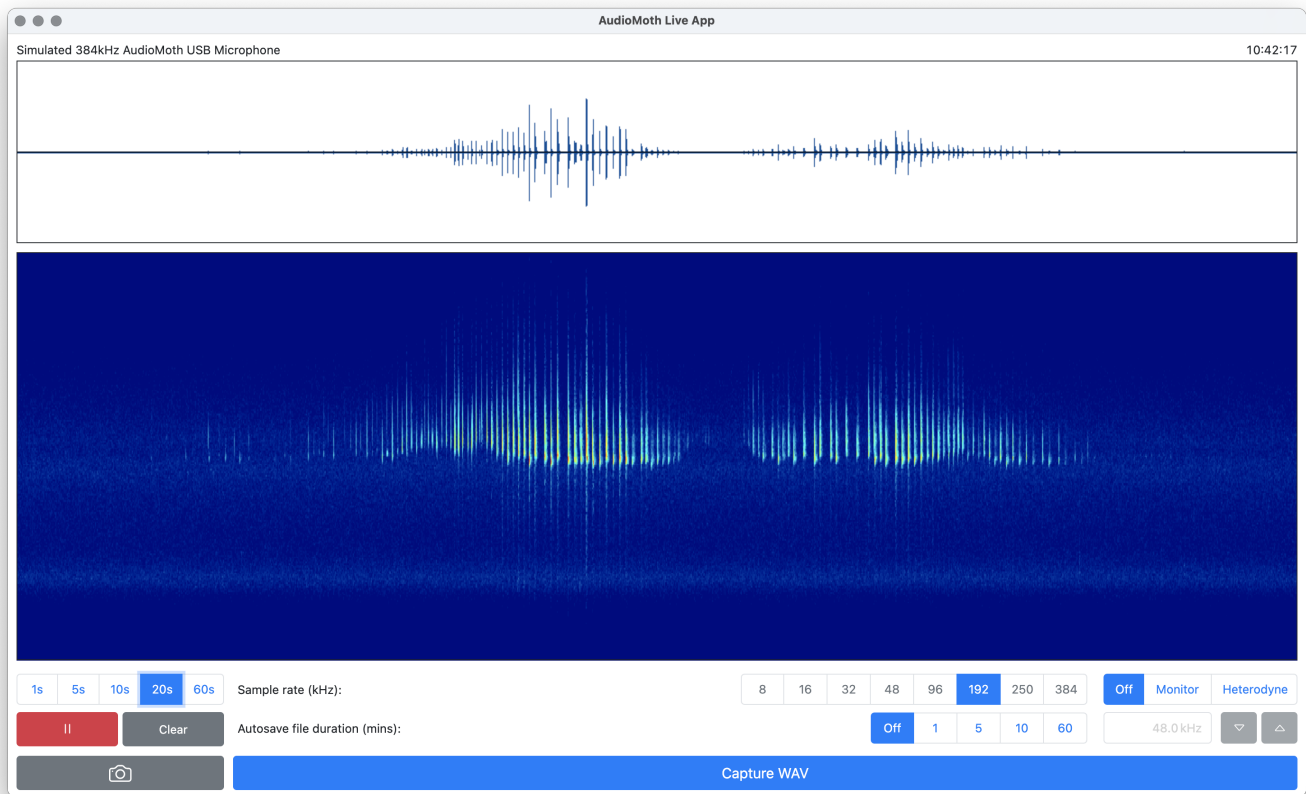 AudioMoth Live App
Simulated 384kHz AudioMoth USB Microphone 10:42:17
1s 5s 10s 20s 60s Sample rate (kHz): 8 16 32 48 96 192 250 384 Off Monitor Heterodyne
Clear Autosave file duration (mins): Off 1 5 10 60 48.0 kHz
Capture WAV